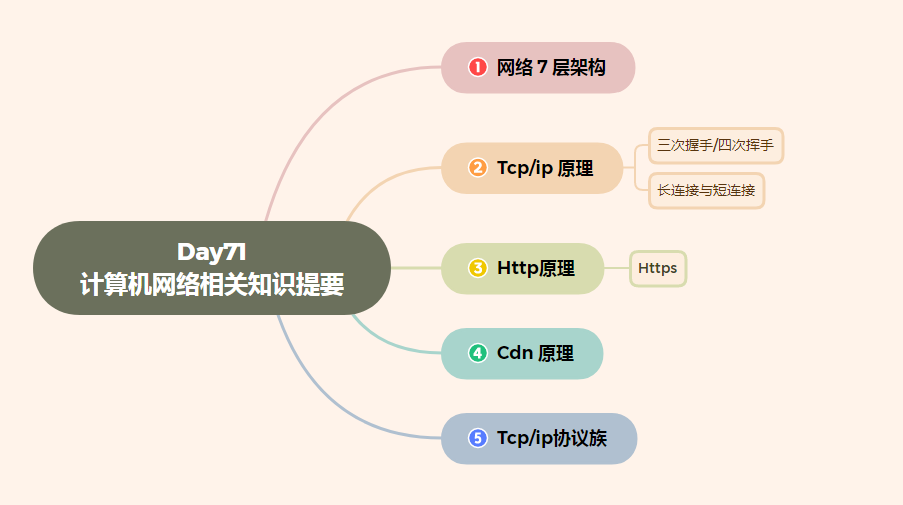 Day71
计算机网络相关知识提要
1 网络 7 层架构
2 Tcp/ip 原理
三次握手/四次挥手
长连接与短连接
3 Http原理
Https
4 Cdn 原理
5 Tcp/ip协议族